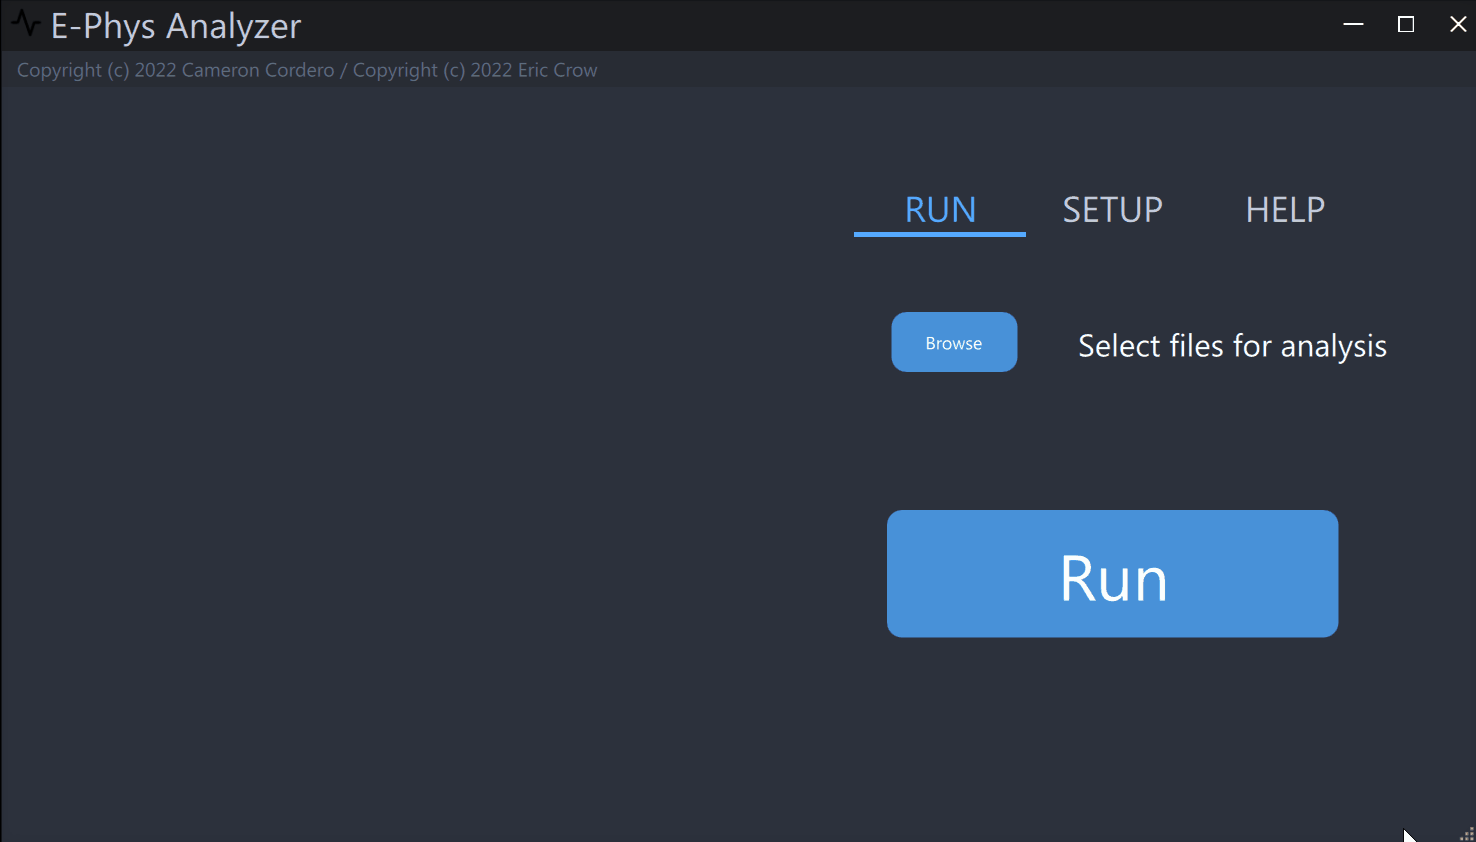 E-Phys Analyzer
Copyright (c) 2022 Cameron Cordero / Copyright (c) 2022 Eric Crow
RUN SETUP HELP
Browse Select files for analysis
Run